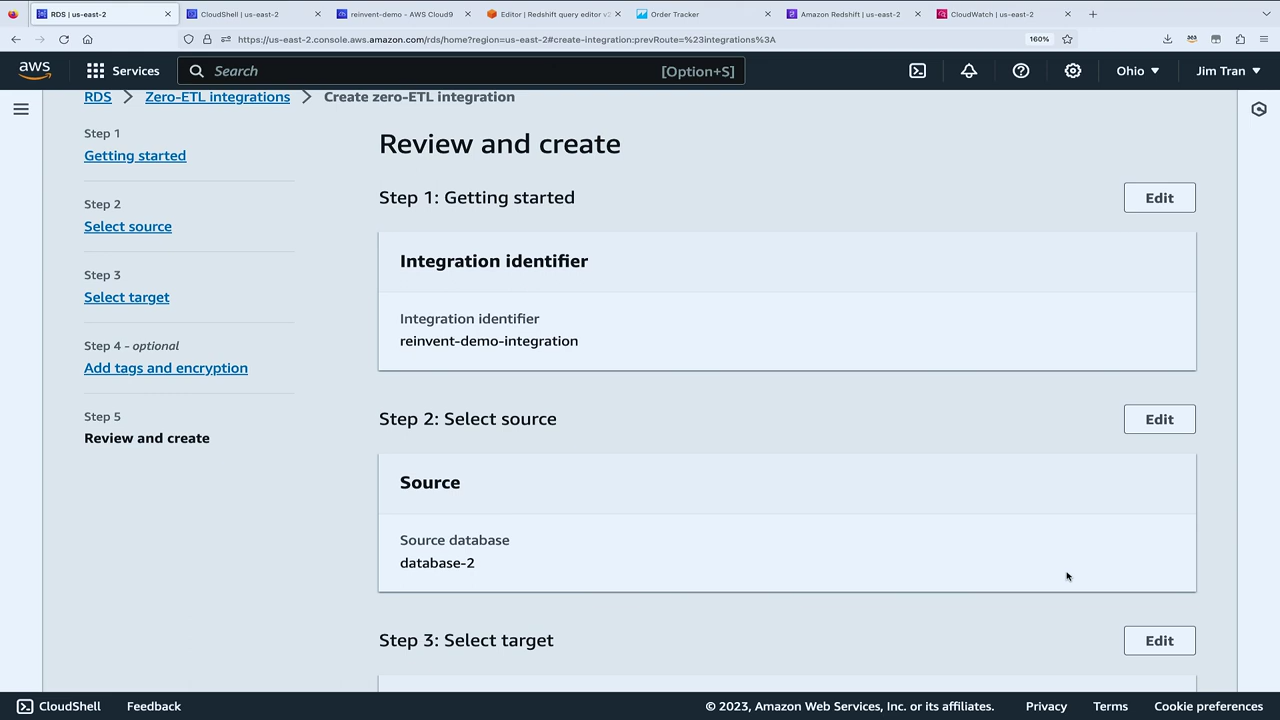 RDS | us-east-2
CloudShell | us-east-2
reinvent-demo - AWS Cloud9
Editor | Redshift query editor v2
Order Tracker
Amazon Redshift | us-east-2
CloudWatch | us-east-2
https://us-east-2.console.aws.amazon.com/rds/home?region=us-east-2#create-integration:prevRoute=%23integrations%3A
160%
aws
Services
Search
[Option+S]
Ohio
Jim Tran
RDS
Zero-ETL integrations
Create zero-ETL integration
Step 1
Getting started
Step 2
Select source
Step 3
Select target
Step 4 - optional
Add tags and encryption
Step 5
Review and create
Review and create
Step 1: Getting started
Edit
Integration identifier
Integration identifier
reinvent-demo-integration
Step 2: Select source
Edit
Source
Source database
database-2
Step 3: Select target
Edit
CloudShell
Feedback
© 2023, Amazon Web Services, Inc. or its affiliates.
Privacy
Terms
Cookie preferences